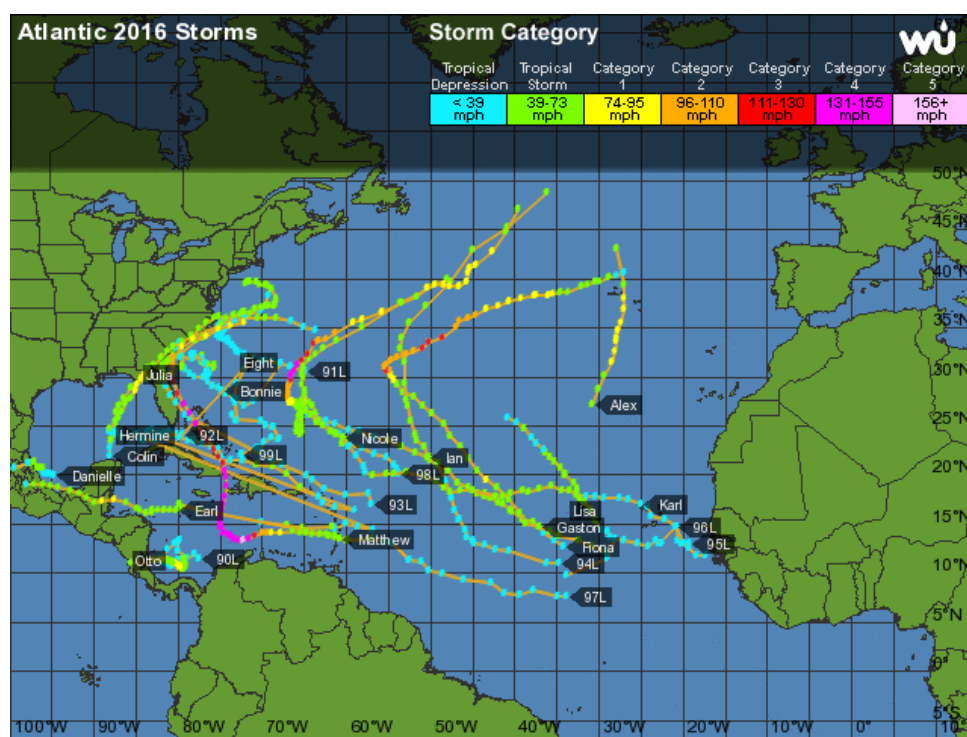 Atlantic 2016 Storms
Storm Category
wu
Tropical Depression
Tropical Storm
Category 1
Category 2
Category 3
Category 4
Category 5
< 39 mph
39-73 mph
74-95 mph
96-110 mph
111-130 mph
131-155 mph
156+ mph
50°N
45°N
40°N
35°N
30°N
25°N
20°N
15°N
10°N
5°N
0°
5°S
Eight
91L
Julia
Bonnie
Alex
Hermine
92L
Nicole
Colin
99L
Ian
Danielle
98L
93L
Karl
Earl
Lisa
Gaston
96L
Matthew
Fiona
95L
Otto
90L
94L
97L
100°W
90°W
80°W
70°W
60°W
50°W
40°W
30°W
20°W
10°W
0°
10°